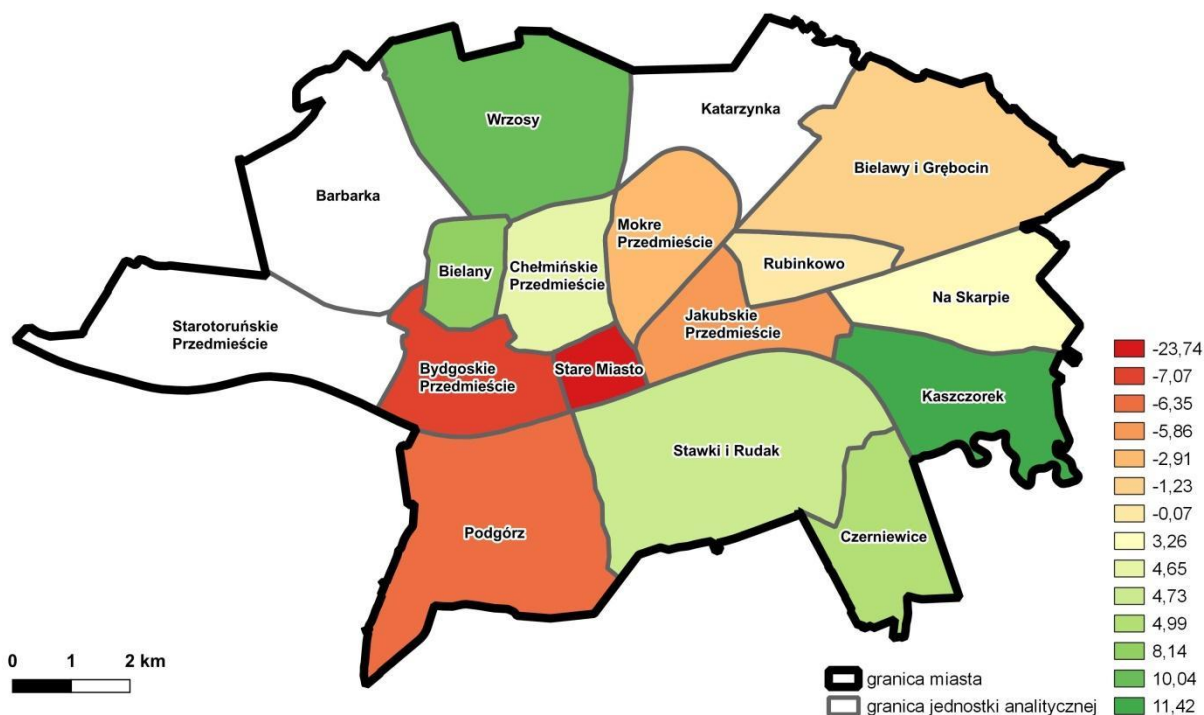 Wrzosy
Katarzynka
Bielawy i Grębocin
Barbarka
Mokre
Przedmieście
Bielany
Chełmińskie
Przedmieście
Rubinkowo
Na Skarpie
Starotoruńskie
Przedmieście
Jakubskie
Przedmieście
Bydgoskie
Przedmieście
Stare Miasto
Kaszczorek
Stawki i Rudak
Podgórz
Czerniewice
-23,74
-7,07
-6,35
-5,86
-2,91
-1,23
-0,07
3,26
4,65
4,73
4,99
8,14
10,04
11,42
0 1 2 km
granica miasta
granica jednostki analitycznej